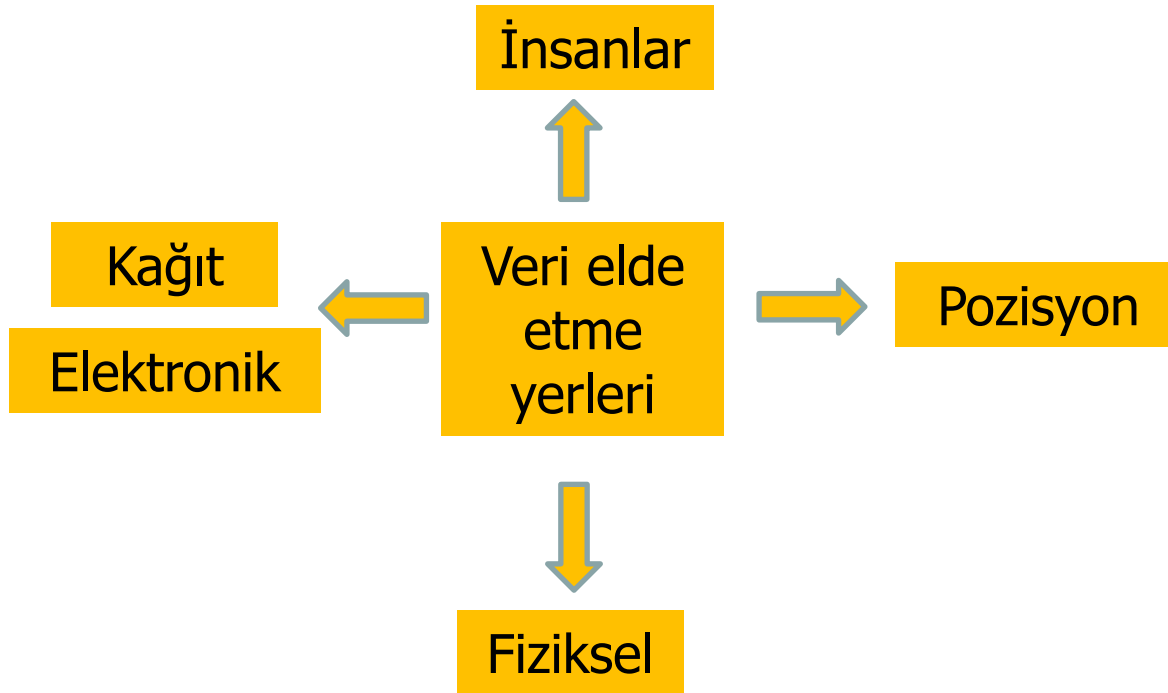 İnsanlar
Kağıt
Elektronik
Veri elde
etme
yerleri
Pozisyon
Fiziksel